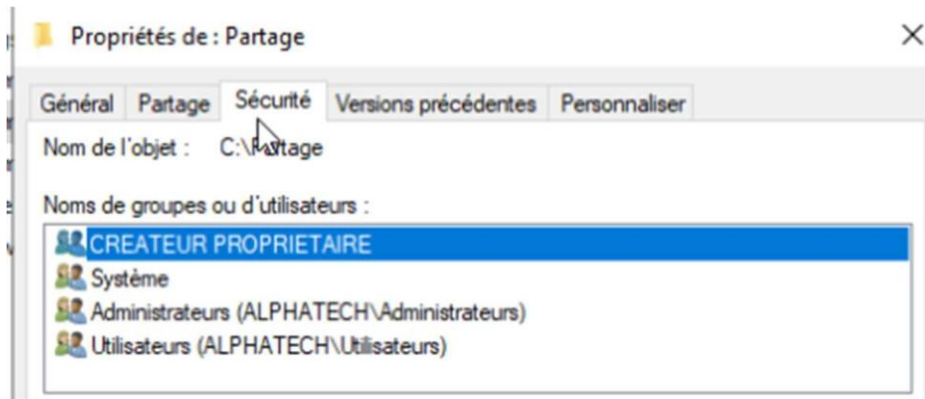 Propriétés de : Partage
Général Partage Sécurité Versions précédentes Personnaliser
Nom de l'objet : C:\Partage
Noms de groupes ou d'utilisateurs :
CREATEUR PROPRIETAIRE
Système
Administrateurs (ALPHATECH\Administrateurs)
Utilisateurs (ALPHATECH\Utilisateurs)